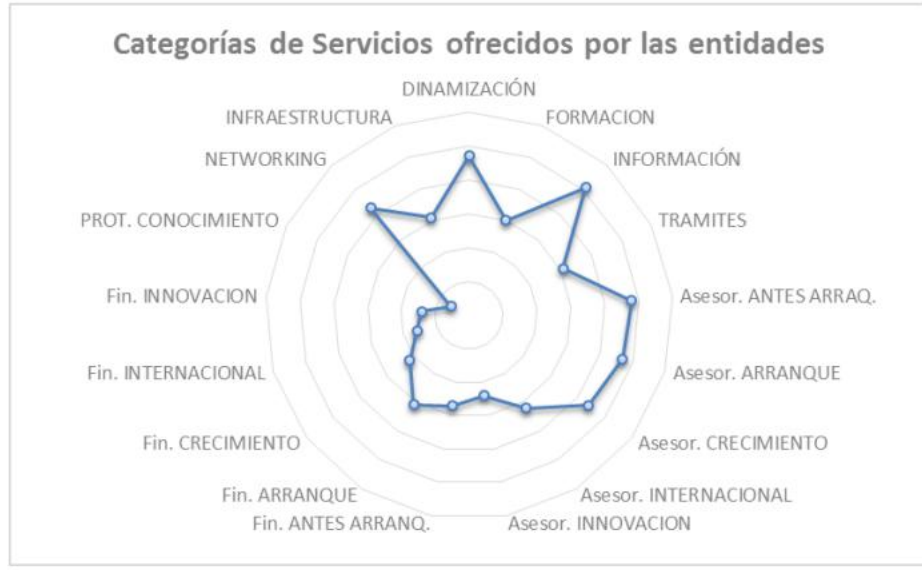 Categorías de Servicios ofrecidos por las entidades
DINAMIZACIÓN
FORMACION
INFORMACIÓN
TRAMITES
Asesor. ANTES ARRAQ.
Asesor. ARRANQUE
Asesor. CRECIMIENTO
Asesor. INTERNACIONAL
Asesor. INNOVACION
Fin. ANTES ARRANQ.
Fin. ARRANQUE
Fin. CRECIMIENTO
Fin. INTERNACIONAL
Fin. INNOVACION
PROT. CONOCIMIENTO
NETWORKING
INFRAESTRUCTURA